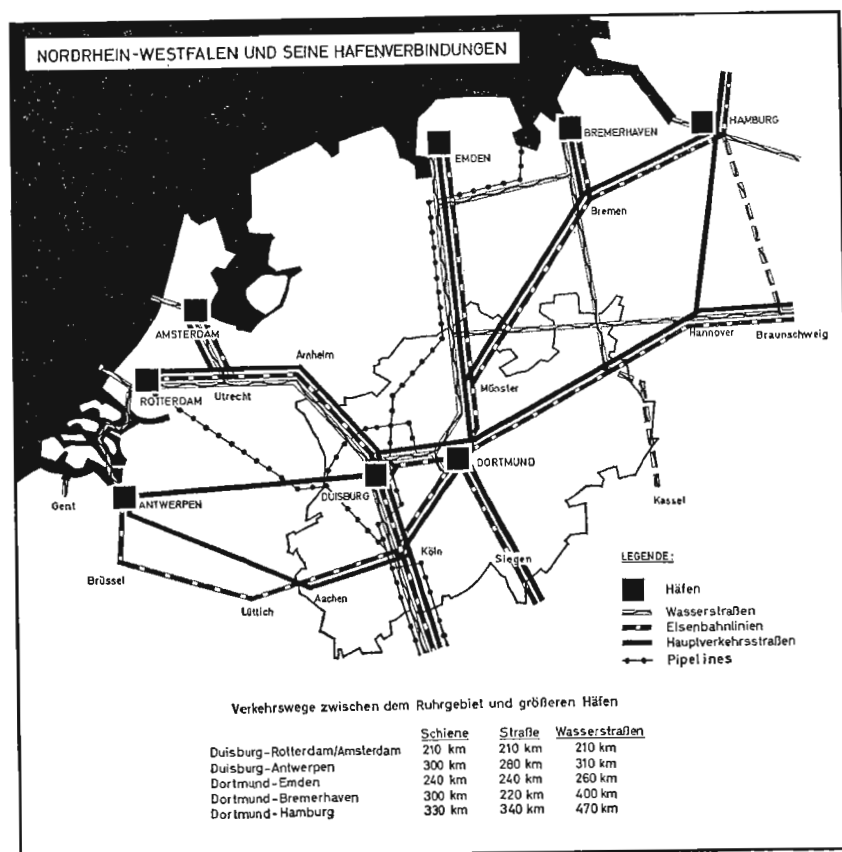 NORDRHEIN-WESTFALEN UND SEINE HAFENVERBINDUNGEN
HAMBURG
BREMERHAVEN
EMDEN
Bremen
AMSTERDAM
Hannover
Braunschweig
Arnheim
Münster
Utrecht
ROTTERDAM
DORTMUND
DUISBURG
Kassel
Gent
ANTWERPEN
Köln
Siegen
Brüssel
Aachen
Lüttich
LEGENDE:
Häfen
Wasserstraßen
Eisenbahnlinien
Hauptverkehrsstraßen
Pipelines
Verkehrswege zwischen dem Ruhrgebiet und größeren Häfen
Schiene Straße Wasserstraßen
Duisburg-Rotterdam/Amsterdam 210 km 210 km 210 km
Duisburg-Antwerpen 300 km 280 km 310 km
Dortmund-Emden 240 km 240 km 260 km
Dortmund-Bremerhaven 300 km 220 km 400 km
Dortmund-Hamburg 330 km 340 km 470 km